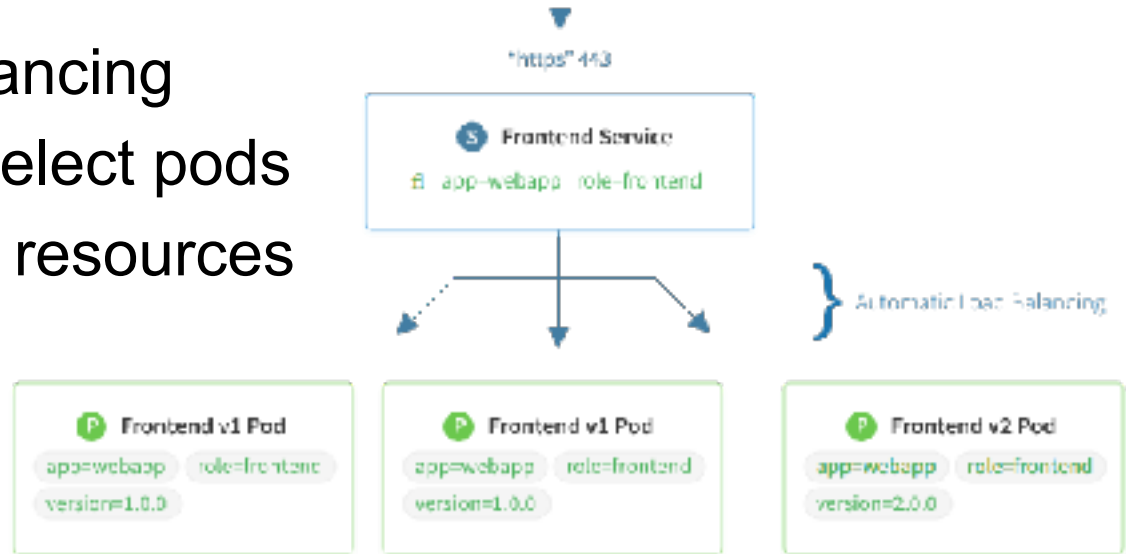 ancing
elect pods
resources
"https" 443
S Frontend Service
app=webapp role=frontend
Automatic Load Balancing
P Frontend v1 Pod
app=webapp role=frontend
version=1.0.0
P Frontend v1 Pod
app=webapp role=frontend
version=1.0.0
P Frontend v2 Pod
app=webapp role=frontend
version=2.0.0